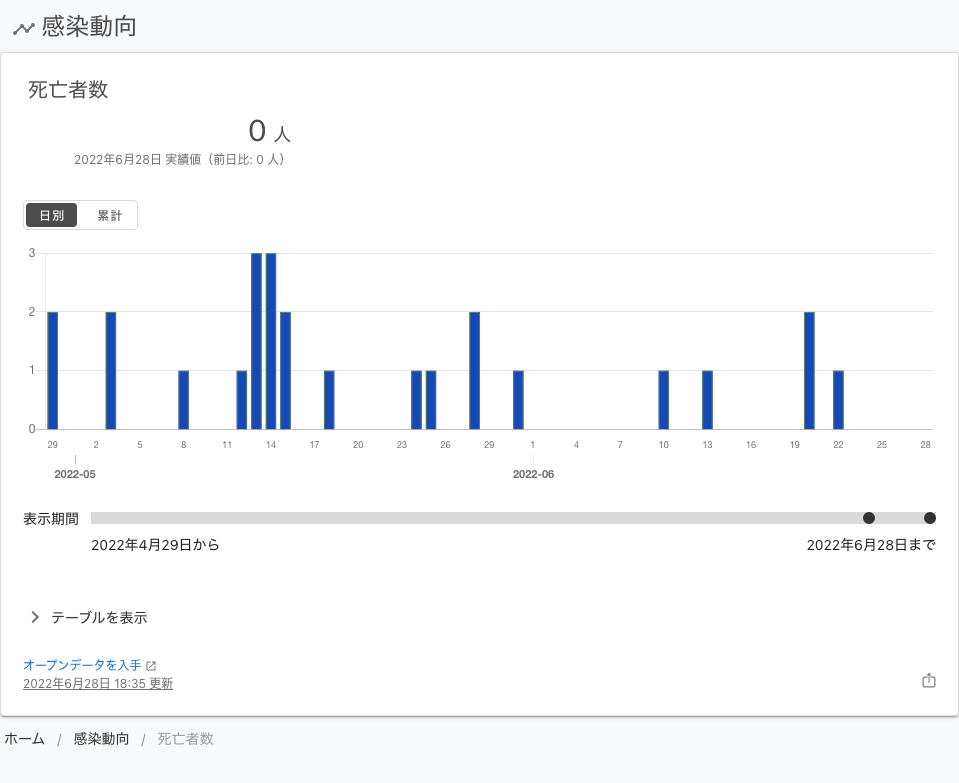 感染動向
死亡者数
0 人
2022年6月28日 実績値（前日比: 0 人）
日別 累計
3
2
1
0
29 2 5 8 11 14 17 20 23 26 29 1 4 7 10 13 16 19 22 25 28
2022-05 2022-06
表示期間
2022年4月29日から 2022年6月28日まで
テーブルを表示
オープンデータを入手
2022年6月28日 18:35 更新
ホーム / 感染動向 / 死亡者数